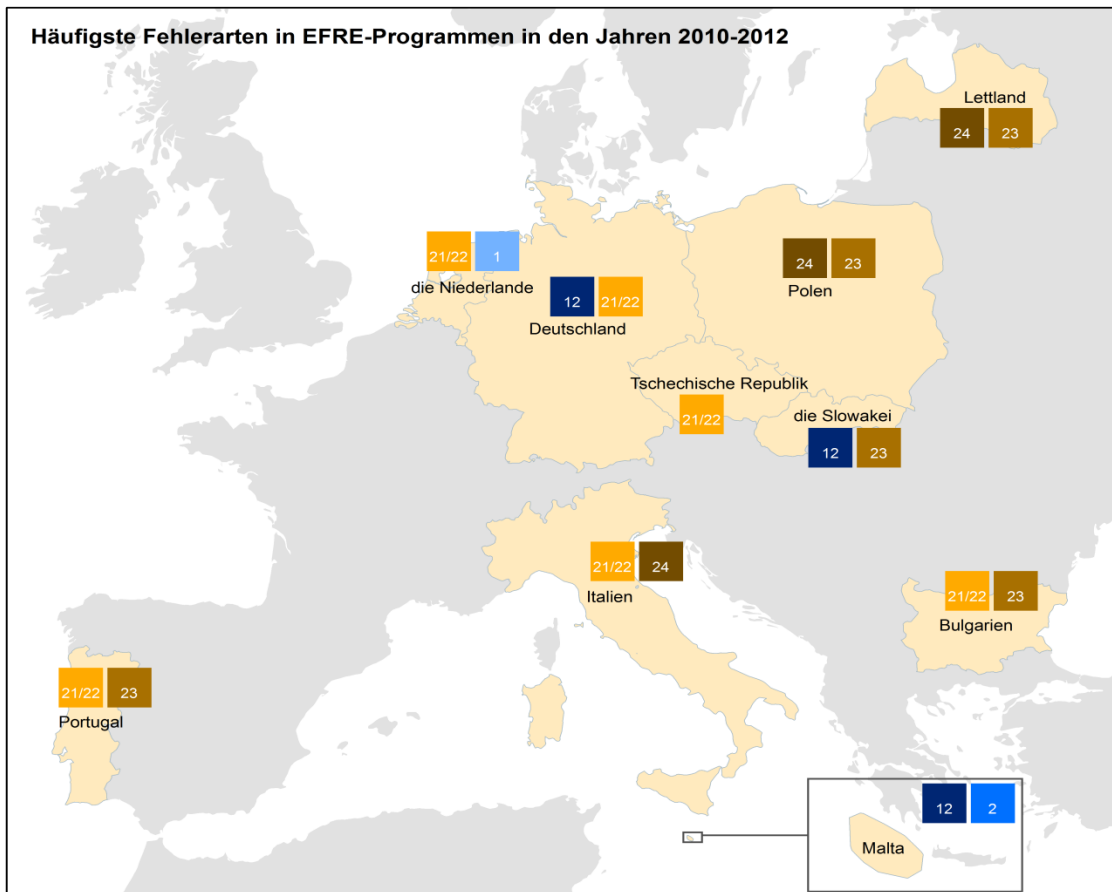 Häufigste Fehlerarten in EFRE-Programmen in den Jahren 2010-2012
Lettland
24 23
21/22 1
die Niederlande
12 21/22
Deutschland
24 23
Polen
Tschechische Republik
21/22
die Slowakei
12 23
21/22 24
Italien
21/22 23
Bulgarien
21/22 23
Portugal
12 2
Malta